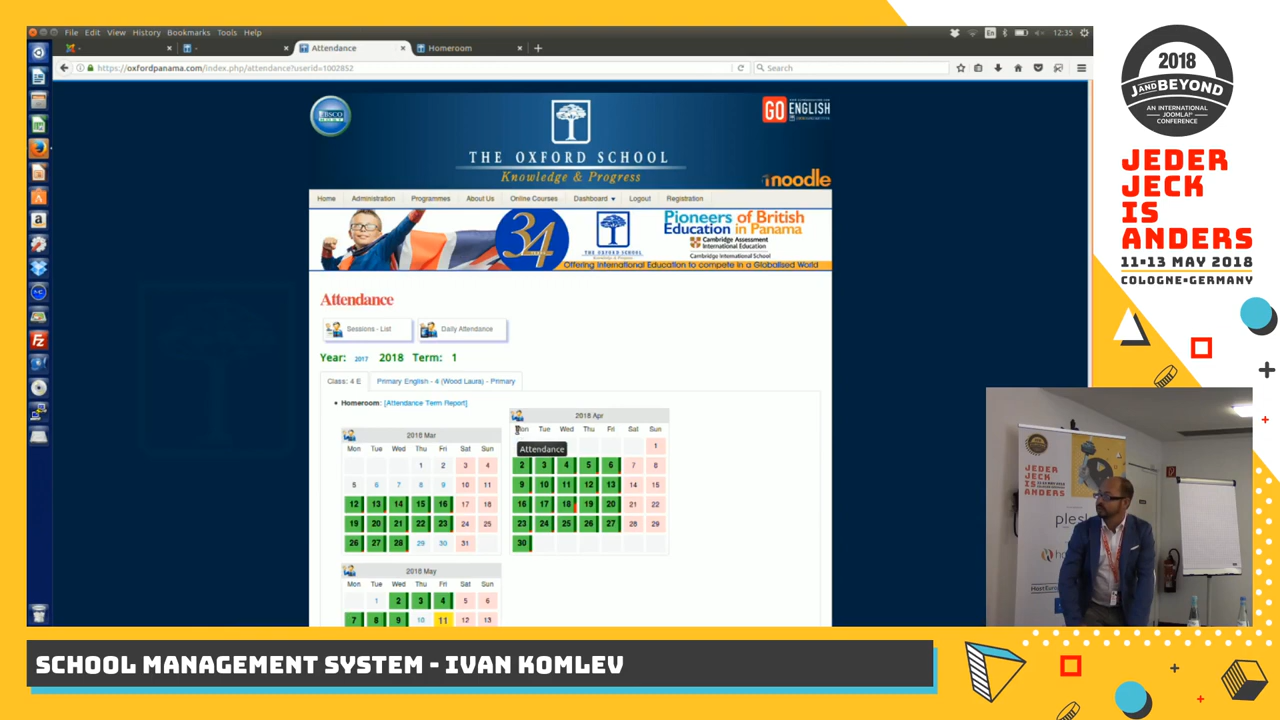 File Edit View History Bookmarks Tools Help
En 12:35
Attendance
Homeroom
https://oxfordpanama.com/index.php/attendance?userid=1002852
Search
GO ENGLISH
THE OXFORD SCHOOL
Knowledge & Progress
moodle
Home Administration Programmes About Us Online Courses Dashboard Logout Registration
34
THE OXFORD SCHOOL
Pioneers of British
Education in Panama
Cambridge Assessment
International Education
Cambridge International School
Offering International Education to compete in a Globalised World
Attendance
Sessions - List
Daily Attendance
Year: 2017 2018 Term: 1
Class: 4 E
Primary English - 4 (Wood Laura) - Primary
Homeroom: [Attendance Term Report]
2018 Mar
Mon Tue Wed Thu Fri Sat Sun
1 2 3 4
5 6 7 8 9 10 11
12 13 14 15 16 17 18
19 20 21 22 23 24 25
26 27 28 29 30 31
2018 Apr
Mon Tue Wed Thu Fri Sat Sun
Attendance
1
2 3 4 5 6 7 8
9 10 11 12 13 14 15
16 17 18 19 20 21 22
23 24 25 26 27 28 29
30
2018 May
Mon Tue Wed Thu Fri Sat Sun
1 2 3 4 5 6
7 8 9 10 11 12 13
2018
J AND BEYOND
AN INTERNATIONAL
JOOMLA! CONFERENCE
JEDER
JECK
IS
ANDERS
11-13 MAY 2018
COLOGNE•GERMANY
JEDER
JECK
IS
ANDERS
plesk
SCHOOL MANAGEMENT SYSTEM - IVAN KOMLEV